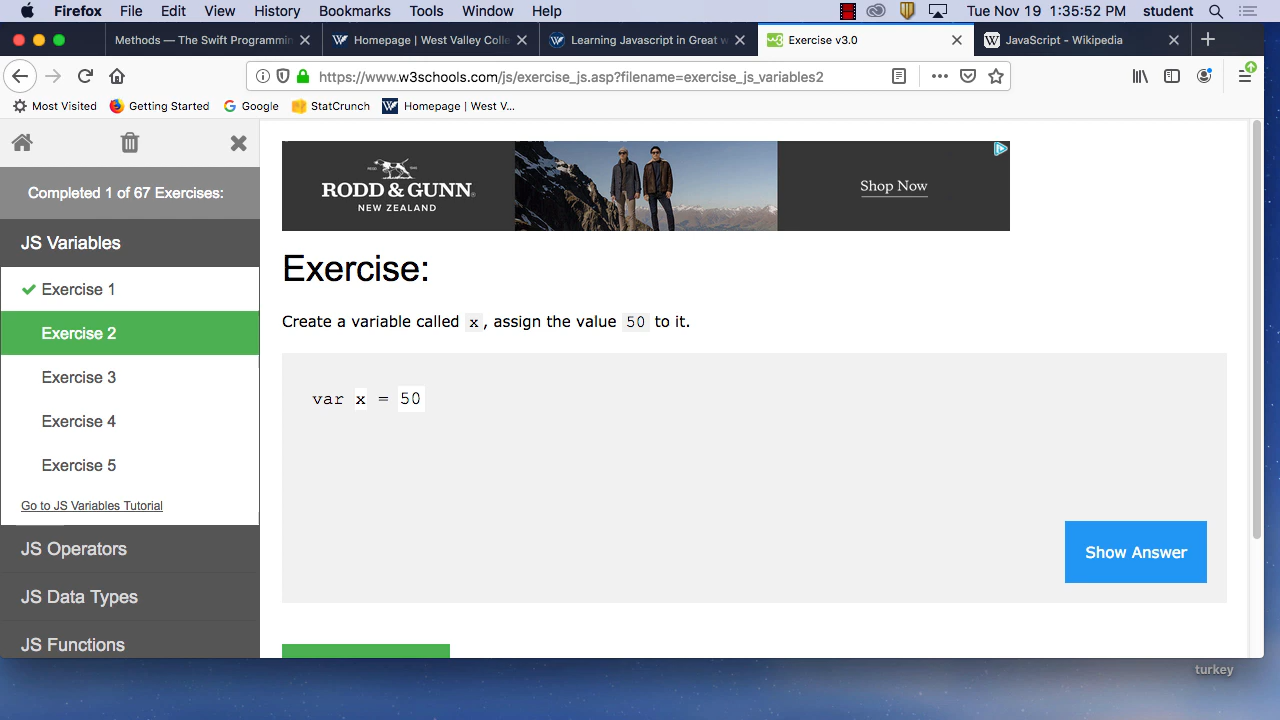 Firefox File Edit View History Bookmarks Tools Window Help Tue Nov 19 1:35:52 PM student
Methods — The Swift Programmin Homepage | West Valley Colle Learning Javascript in Great w Exercise v3.0 JavaScript - Wikipedia
https://www.w3schools.com/js/exercise_js.asp?filename=exercise_js_variables2
Most Visited Getting Started Google StatCrunch Homepage | West V...
Completed 1 of 67 Exercises:
JS Variables
Exercise 1
Exercise 2
Exercise 3
Exercise 4
Exercise 5
Go to JS Variables Tutorial
JS Operators
JS Data Types
JS Functions
RODD & GUNN
NEW ZEALAND
Shop Now
Exercise:
Create a variable called x, assign the value 50 to it.
var x = 50
Show Answer
turkey